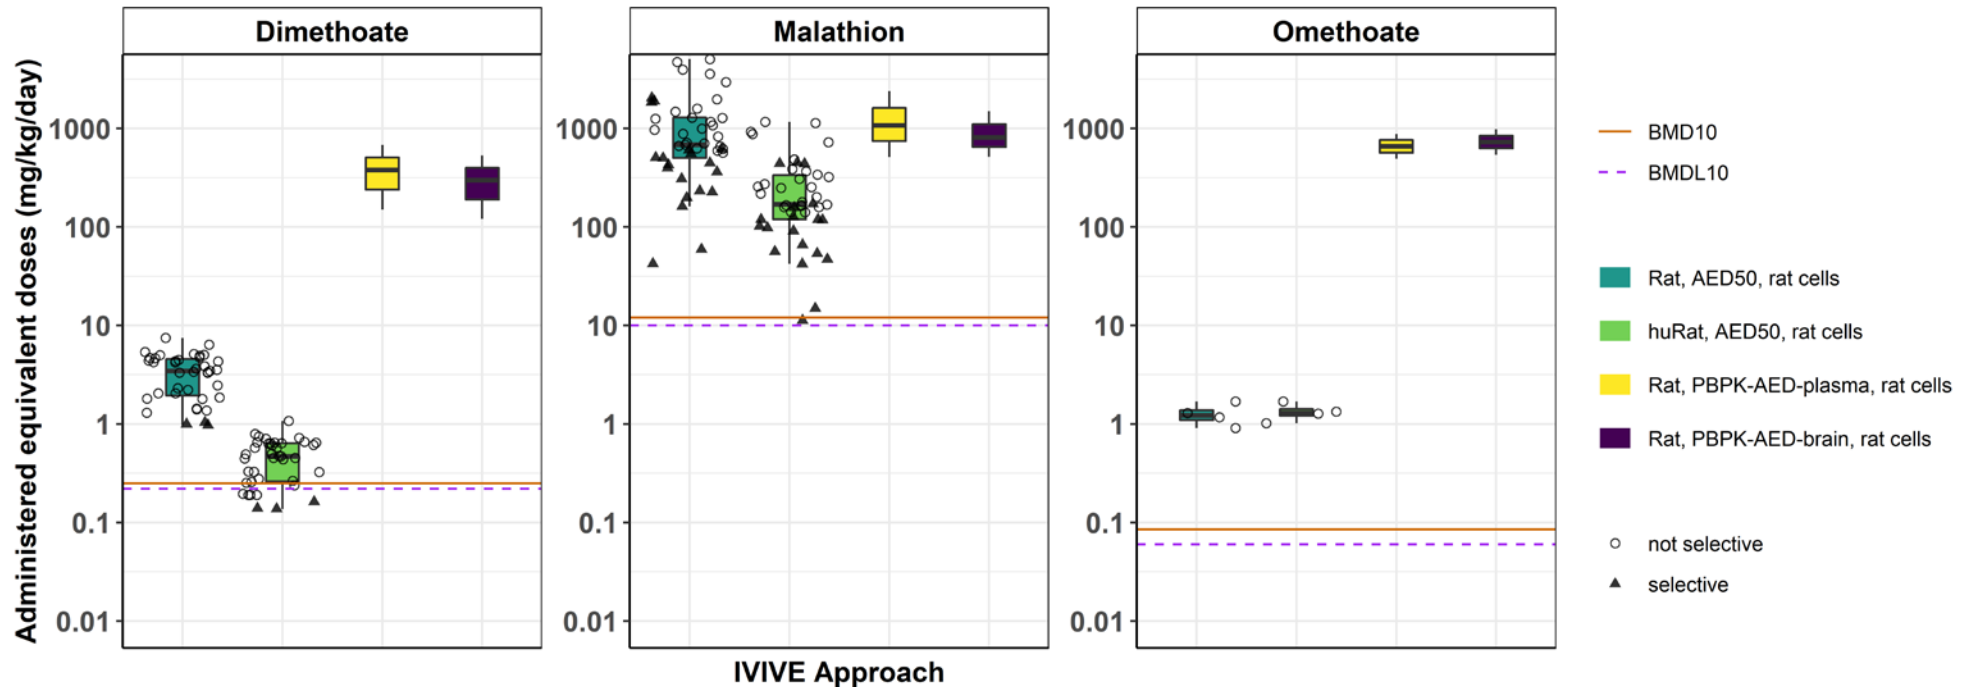 Dimethoate
Malathion
Omethoate
Administered equivalent doses (mg/kg/day)
1000
100
10
1
0.1
0.01
1000
100
10
1
0.1
0.01
1000
100
10
1
0.1
0.01
IVIVE Approach
BMD10
BMDL10
Rat, AED50, rat cells
huRat, AED50, rat cells
Rat, PBPK-AED-plasma, rat cells
Rat, PBPK-AED-brain, rat cells
not selective
selective